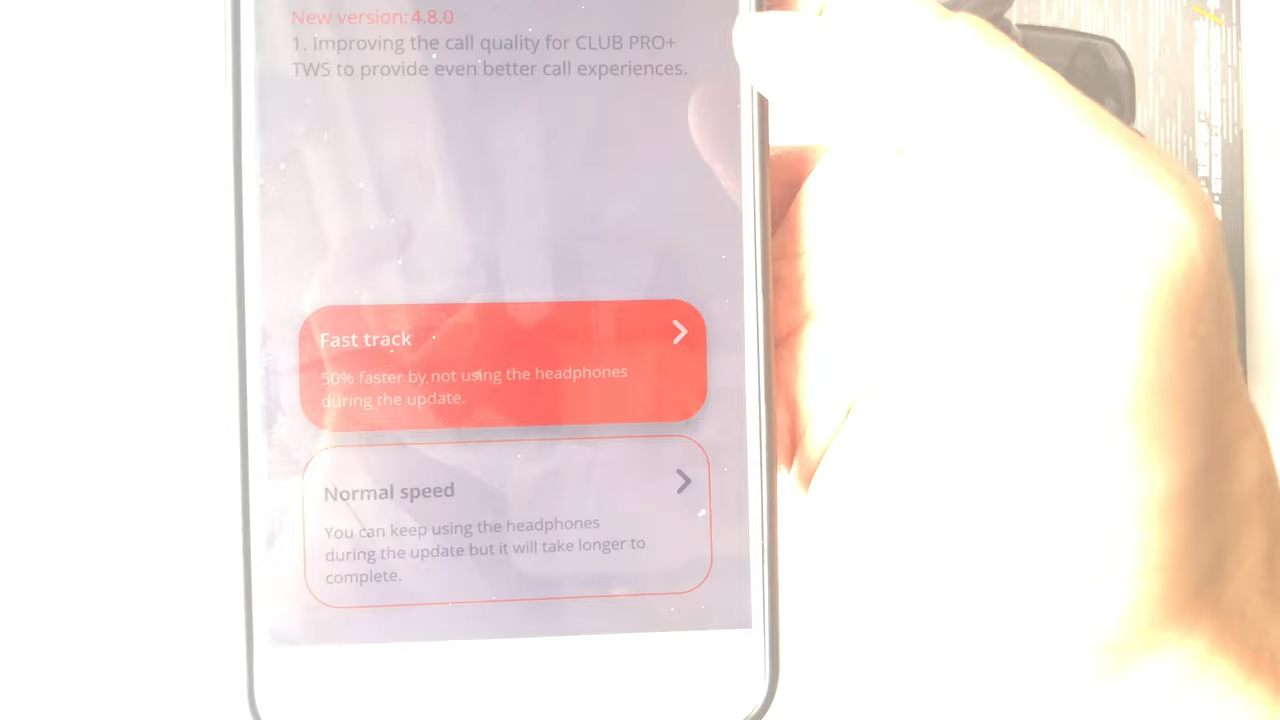 New version: 4.8.0
1. Improving the call quality for CLUB PRO+
TWS to provide even better call experiences.
Fast track
50% faster by not using the headphones
during the update.
Normal speed
You can keep using the headphones
during the update but it will take longer to
complete.